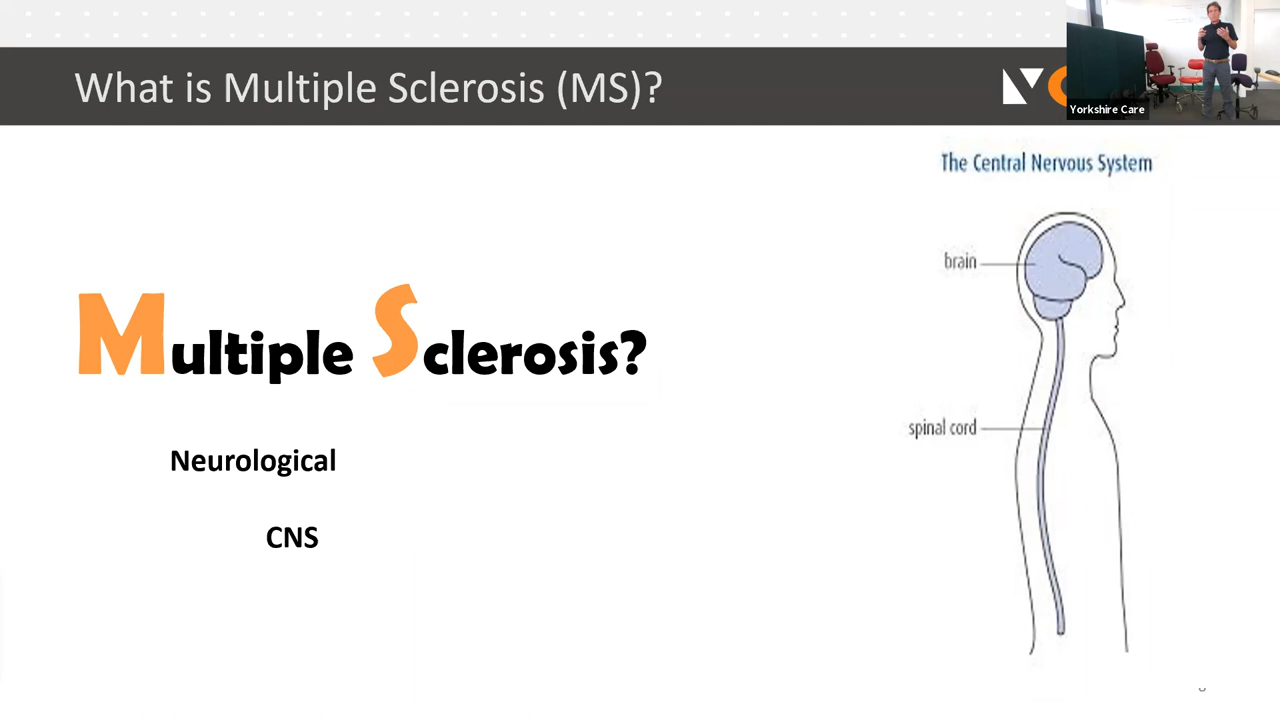 What is Multiple Sclerosis (MS)?
Yorkshire Care
The Central Nervous System
brain
Multiple Sclerosis?
spinal cord
Neurological
CNS